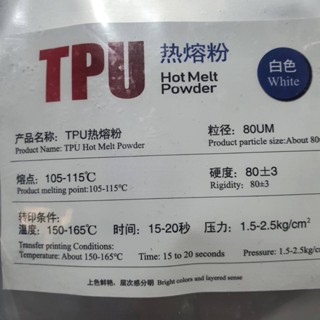 TPU 热熔粉
Hot Melt
Powder
白色
White
产品名称: TPU热熔粉 粒径: 80UM
Product Name: TPU Hot Melt Powder Product particle size:About
熔点: 105-115℃ 硬度: 80±3
Product melting point:105-115℃ Rigidity: 80±3
转印条件:
温度: 150-165℃ 时间: 15-20秒 压力: 1.5-2.5kg/cm²
Transfer printing Conditions:
Temperature: About 150-165℃ Time: 15 to 20 seconds Pressure: 1.5-2.5kg/
上色鲜艳, 层次感分明 Bright colors and layered sense